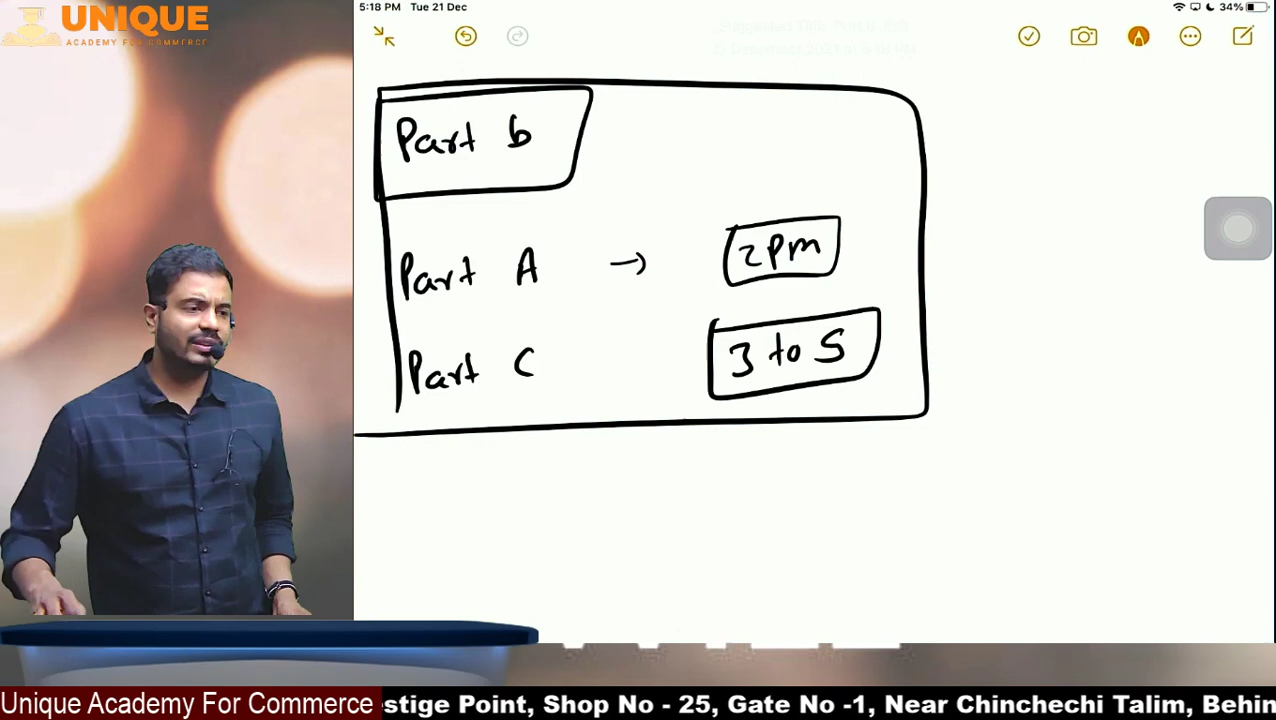 UNIQUE
ACADEMY FOR COMMERCE
5:18 PM Tue 21 Dec
34%
Part b
Part A → 2pm
Part C 3 to 5
Unique Academy For Commerce
estige Point, Shop No - 25, Gate No -1, Near Chinchechi Talim, Behin